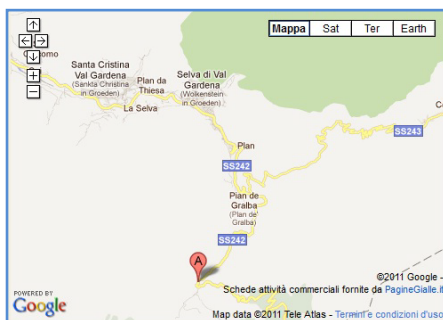 Mappa Sat Ter Earth
Santa Cristina
Val Gardena
(Sankta Christina
in Groeden)
Plan da
Thiesa
La Selva
Selva di Val
Gardena
(Wolkenstein
in Groeden)
Plan
SS243
SS242
Pian de
Gralba
(Plan de'
Gralba)
SS242
A
©2011 Google -
Schede attività commerciali fornite da PagineGialle.it
POWERED BY
Google
Map data ©2011 Tele Atlas - Termini e condizioni d'uso